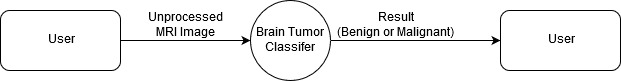 User
Unprocessed
MRI Image
Brain Tumor
Classifer
Result
(Benign or Malignant)
User